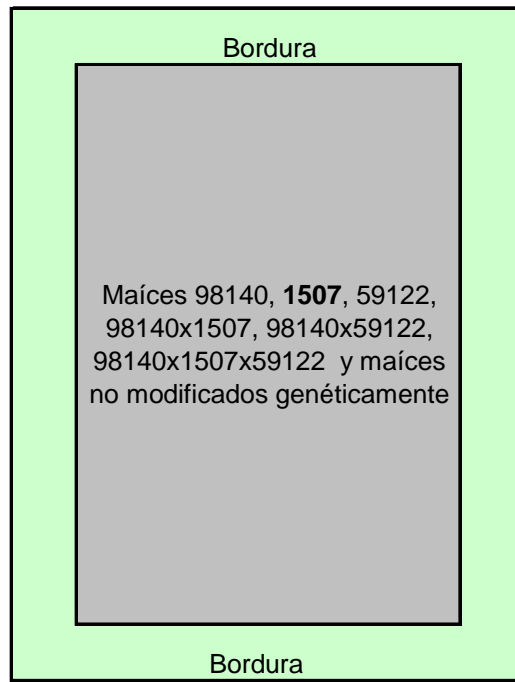 Bordura
Maíces 98140, 1507, 59122,
98140x1507, 98140x59122,
98140x1507x59122 y maíces
no modificados genéticamente
Bordura